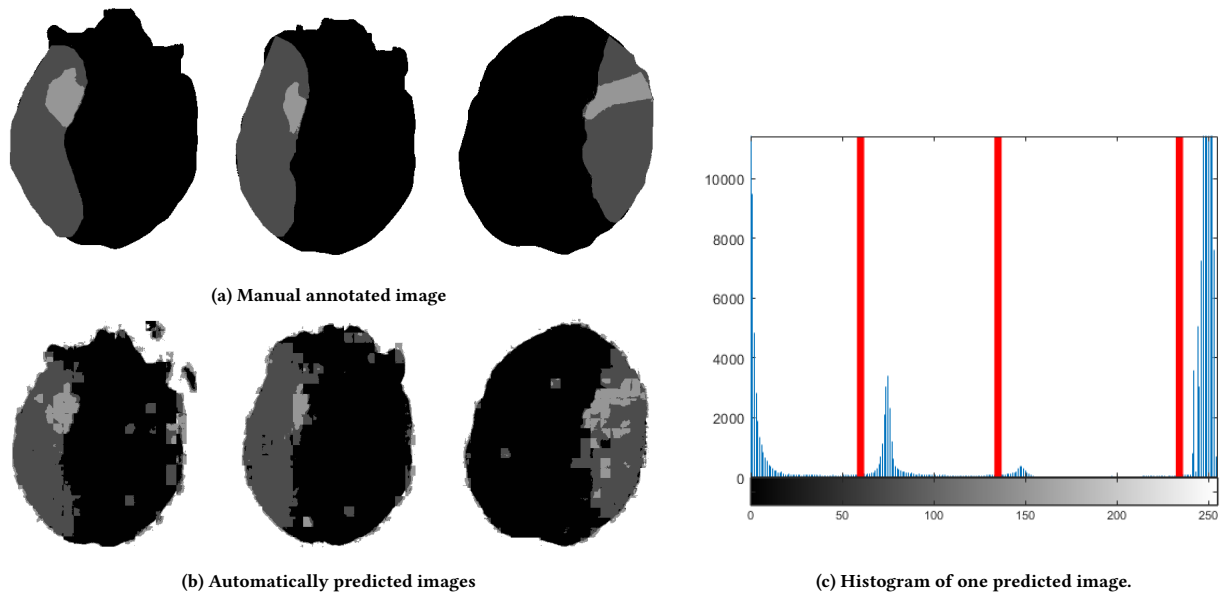 (a) Manual annotated image
(b) Automatically predicted images
10000
8000
6000
4000
2000
0
0 50 100 150 200 250
(c) Histogram of one predicted image.